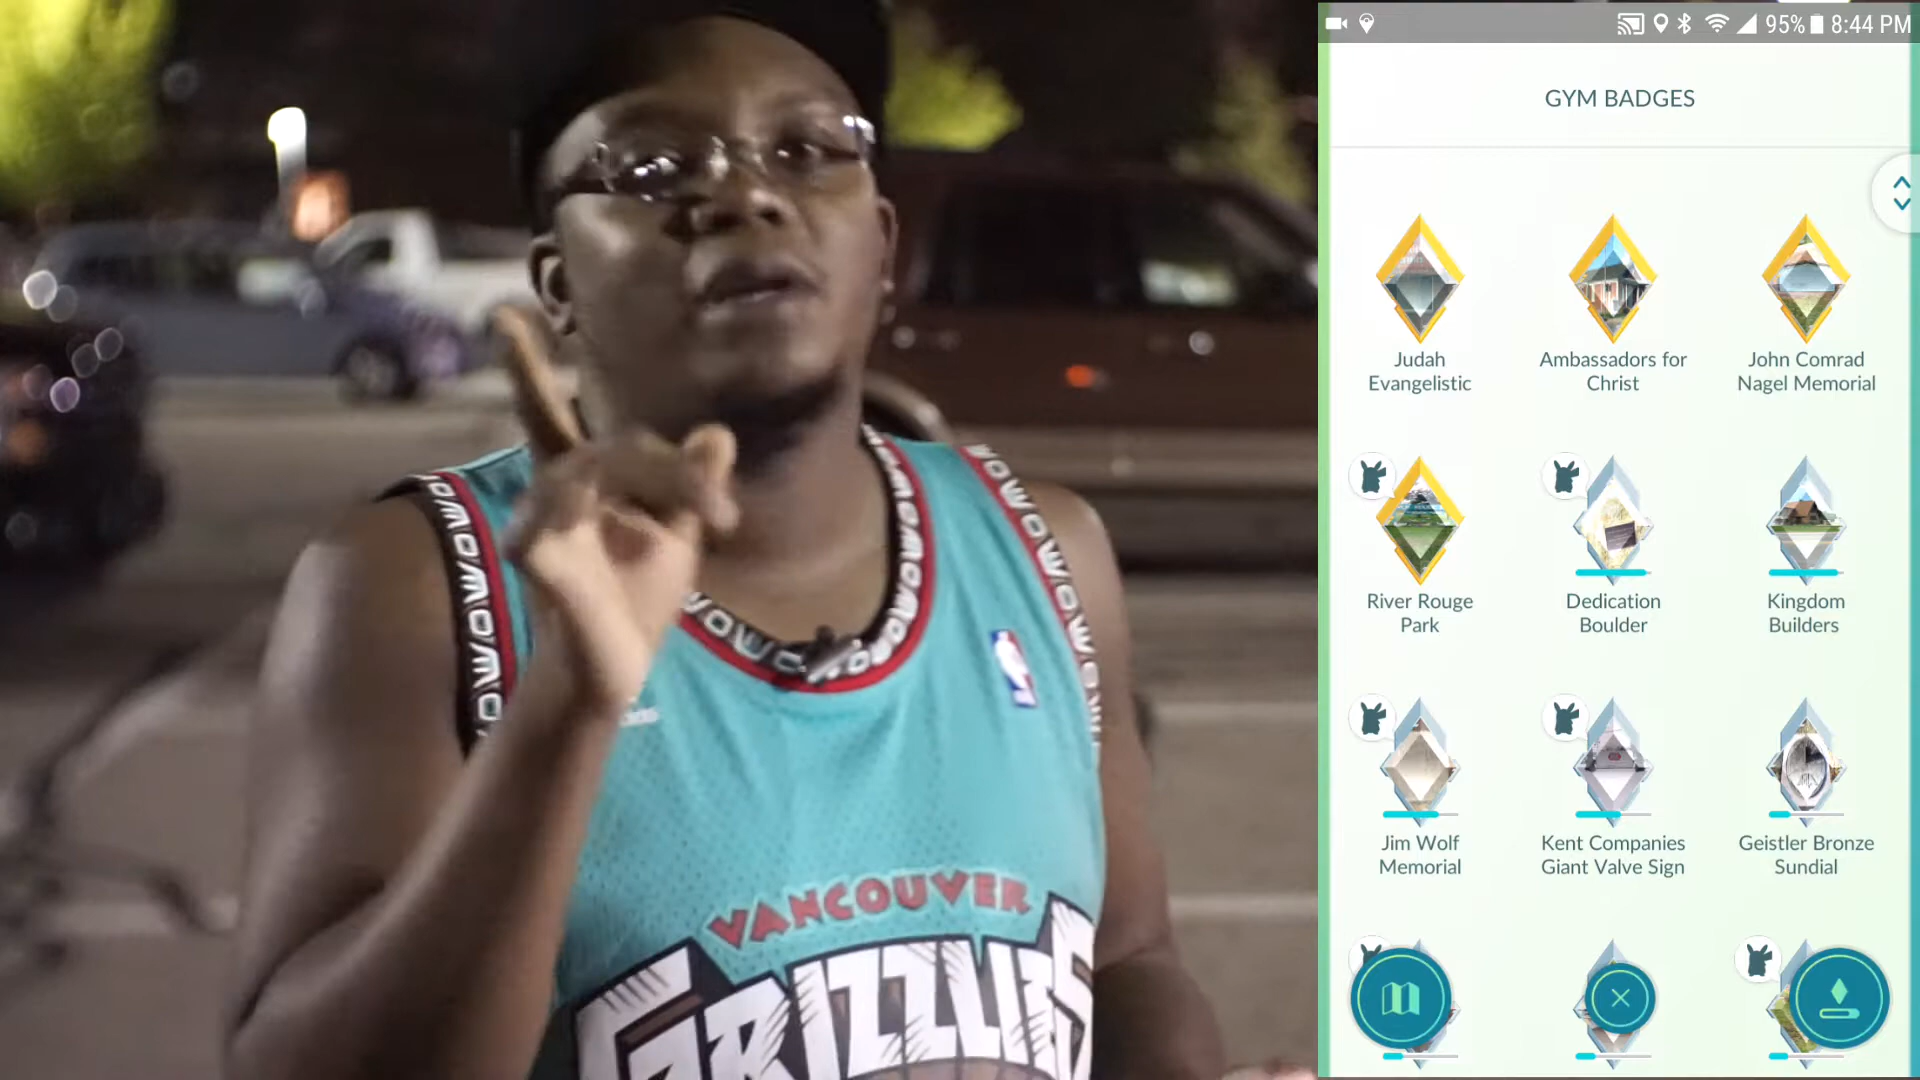 95% 8:44 PM
GYM BADGES
Judah
Evangelistic
Ambassadors for
Christ
John Comrad
Nagel Memorial
River Rouge
Park
Dedication
Boulder
Kingdom
Builders
Jim Wolf
Memorial
Kent Companies
Giant Valve Sign
Geistler Bronze
Sundial
VANCOUVER
GRIZZLIES